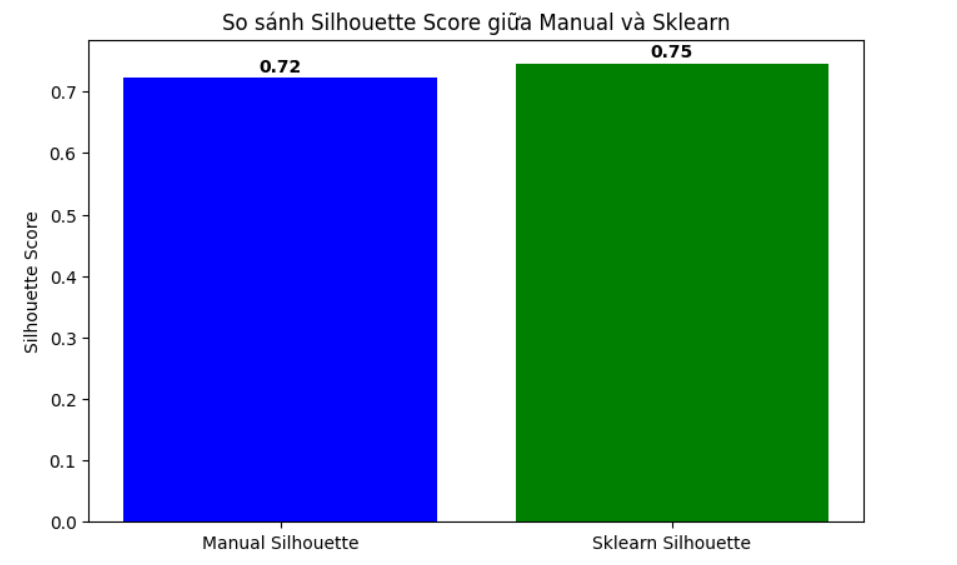 So sánh Silhouette Score giữa Manual và Sklearn
0.72
0.75
Silhouette Score
0.7
0.6
0.5
0.4
0.3
0.2
0.1
0.0
Manual Silhouette
Sklearn Silhouette